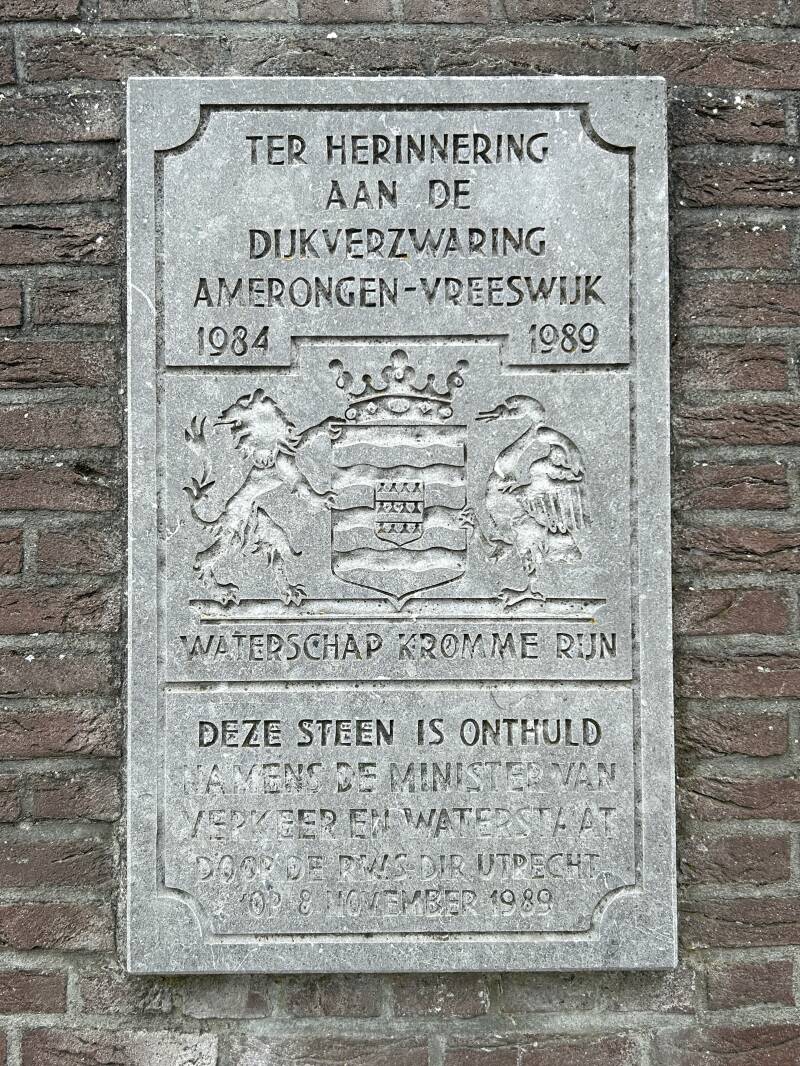 TER HERINNERING
AAN DE
DIJKVERZWARING
AMERONGEN-VREESWIJK
1984 1989
WATERSCHAP KROMME RIJN
DEZE STEEN IS ONTHULD
NAMENS DE MINISTER VAN
VERKEER EN WATERSTAAT
DOOR DE RWS-DIR. UTRECHT
OP 8 NOVEMBER 1989